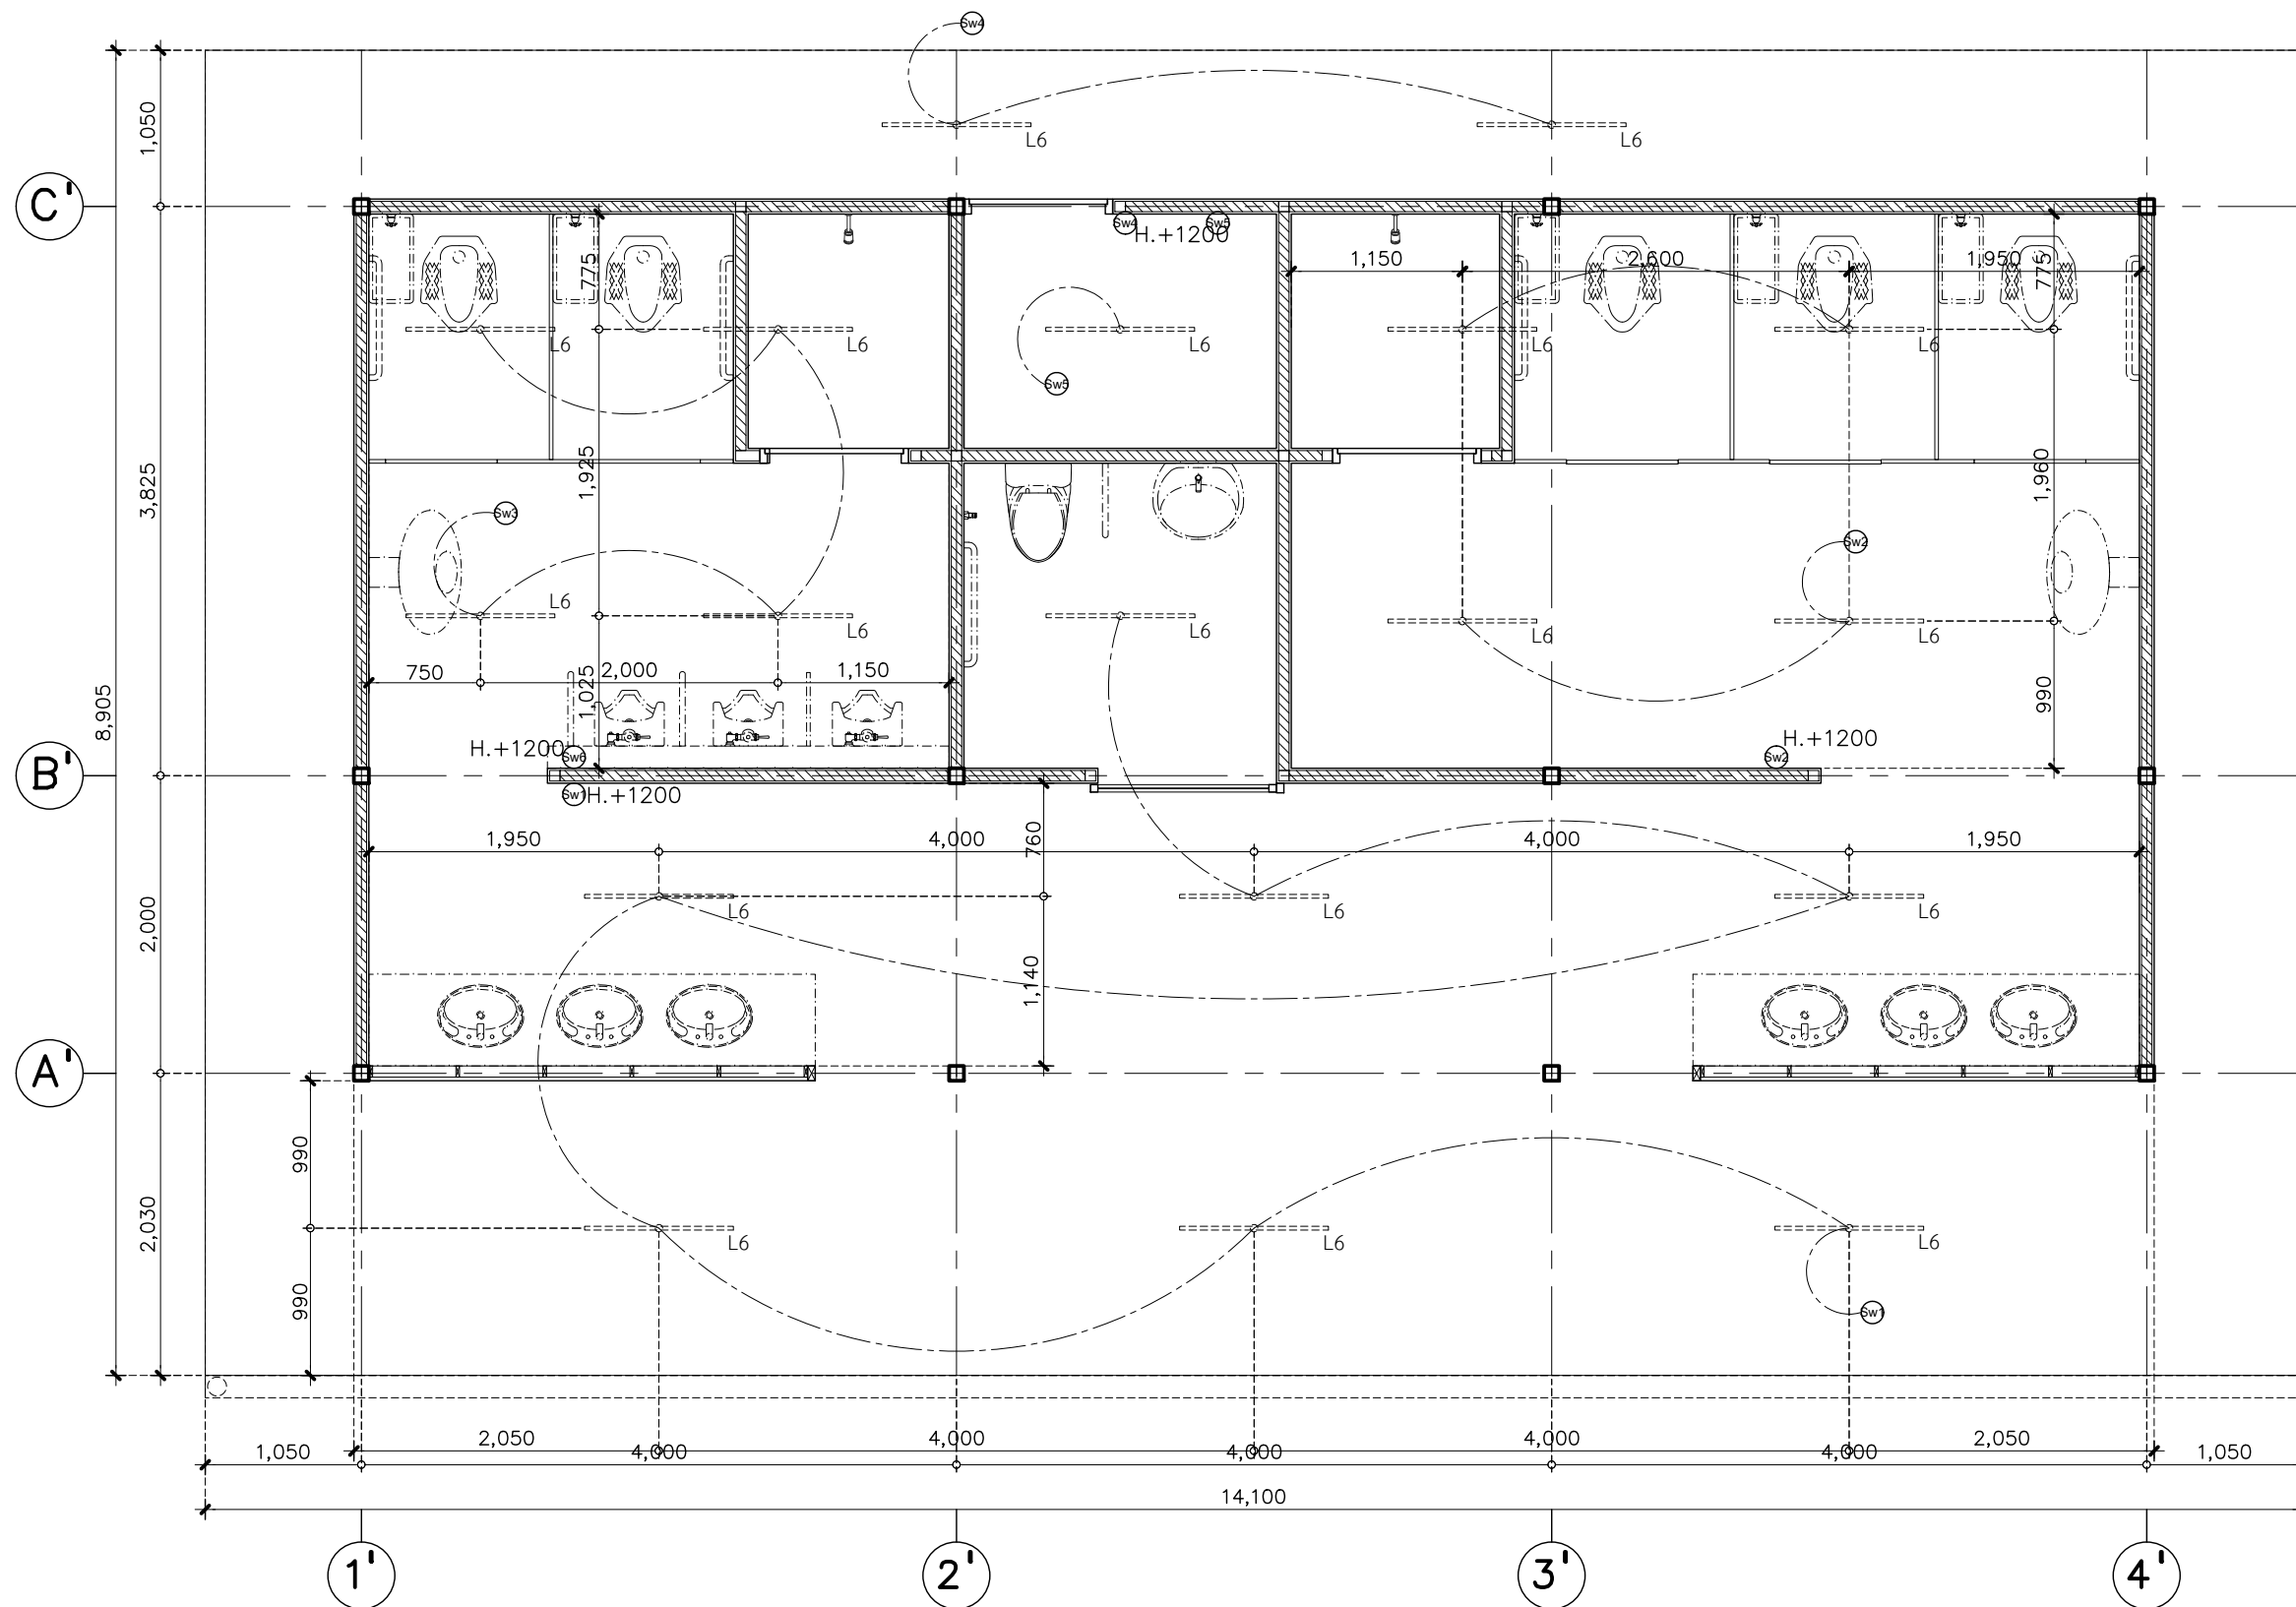 Sw4
L6
L6
1,050
C'
Sw4
Sw5
H.+1200
1,150
2,600
1,950
775
775
L6
L6
L6
L6
L6
Sw5
1,925
1,960
3,825
Sw3
Sw2
L6
L6
L6
L6
L6
750
2,000
1,150
1,025
990
8,905
H.+1200
Sw6
H.+1200
Sw2
B'
Sw1
H.+1200
1,950
4,000
760
4,000
1,950
L6
L6
L6
2,000
1,140
A'
990
2,030
L6
L6
L6
990
Sw1
2,050
4,000
4,000
2,050
1,050
4,000
4,000
4,000
1,050
14,100
1'
2'
3'
4'